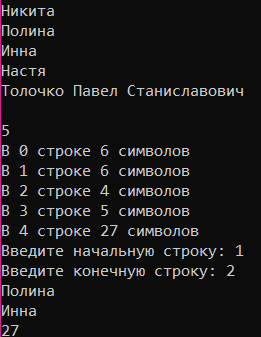 Никита
Полина
Инна
Настя
Толочко Павел Станиславович
5
В 0 строке 6 символов
В 1 строке 6 символов
В 2 строке 4 символов
В 3 строке 5 символов
В 4 строке 27 символов
Введите начальную строку: 1
Введите конечную строку: 2
Полина
Инна
27